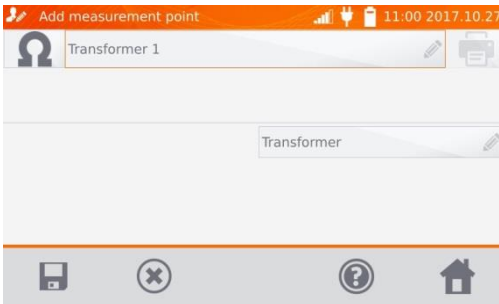 Add measurement point 11:00 2017.10.27
Transformer 1
Transformer